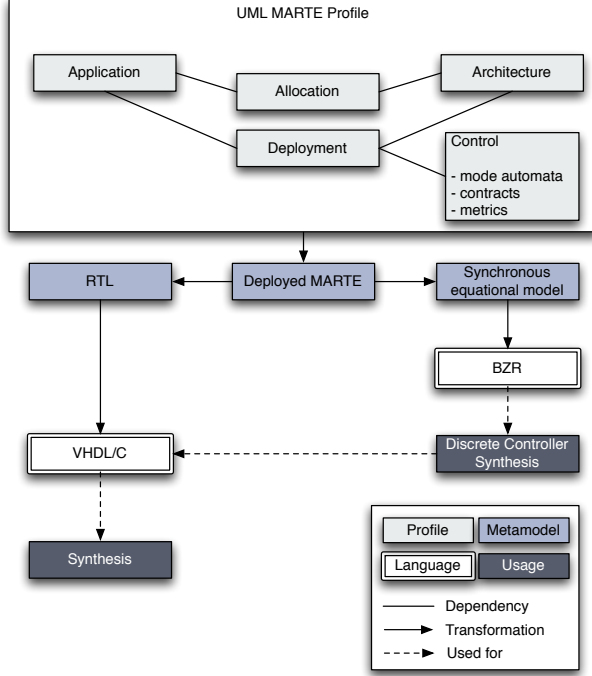 UML MARTE Profile
Application
Allocation
Architecture
Deployment
Control
- mode automata
- contracts
- metrics
RTL
Deployed MARTE
Synchronous
equational model
BZR
VHDL/C
Discrete Controller
Synthesis
Synthesis
Profile
Metamodel
Language
Usage
Dependency
Transformation
Used for